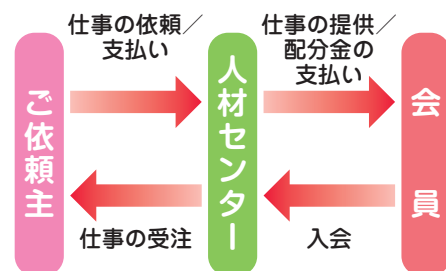 仕事の依頼／
支払い
仕事の提供／
配分金の
支払い
ご依頼主
人材センター
会員
仕事の受注
入会